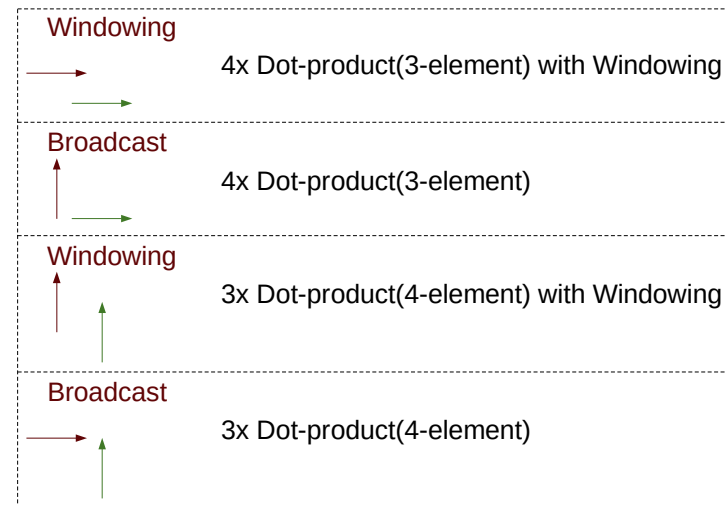 Windowing
4x Dot-product(3-element) with Windowing
Broadcast
4x Dot-product(3-element)
Windowing
3x Dot-product(4-element) with Windowing
Broadcast
3x Dot-product(4-element)